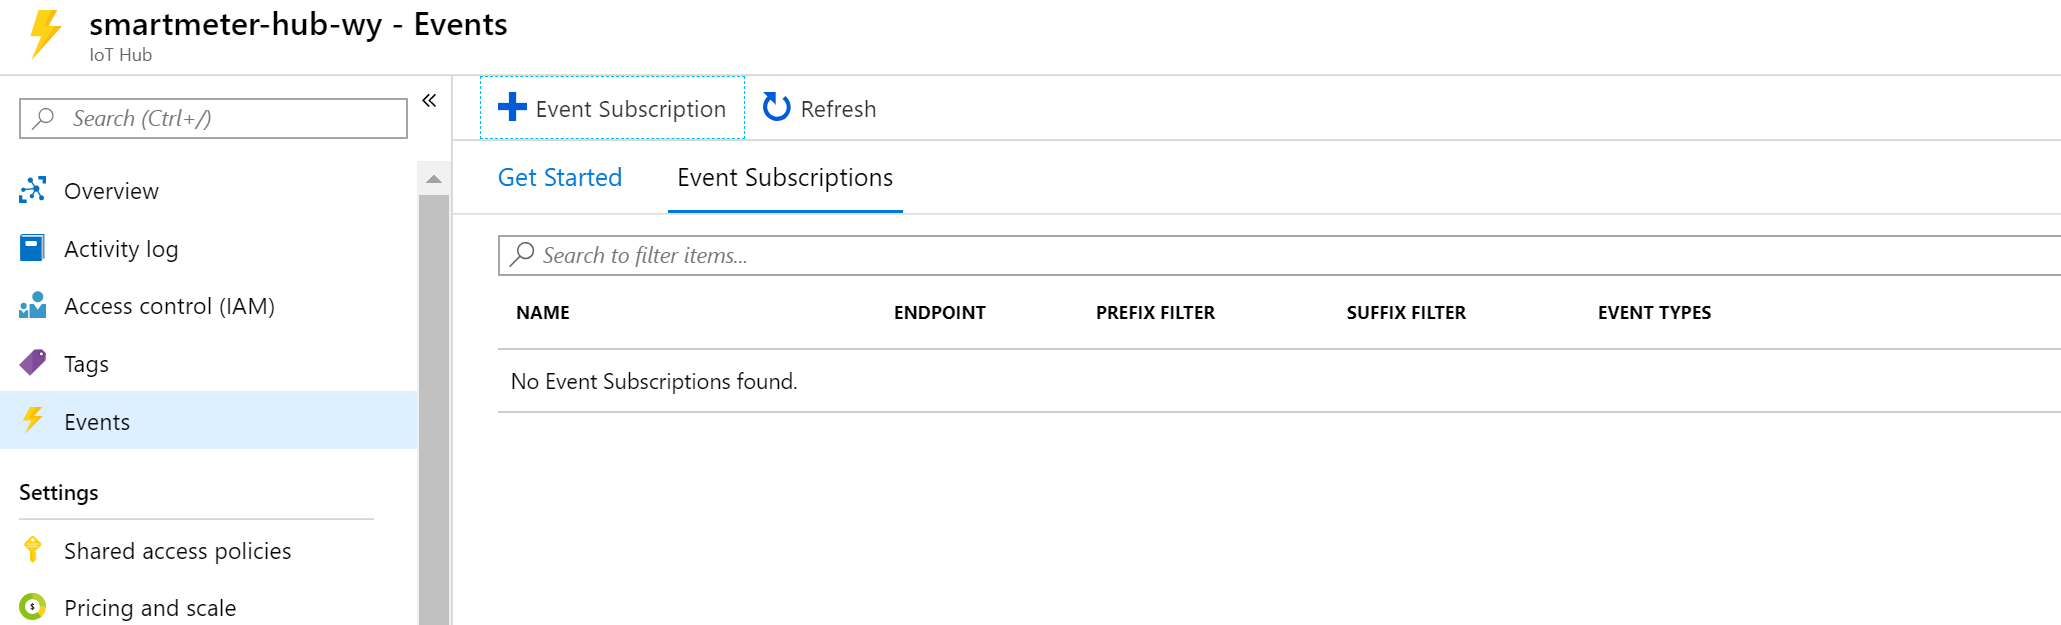 smartmeter-hub-wy - Events
IoT Hub
Search (Ctrl+/)
«
Overview
Activity log
Access control (IAM)
Tags
Events
Settings
Shared access policies
Pricing and scale
Event Subscription Refresh
Get Started Event Subscriptions
Search to filter items...
NAME ENDPOINT PREFIX FILTER SUFFIX FILTER EVENT TYPES
No Event Subscriptions found.